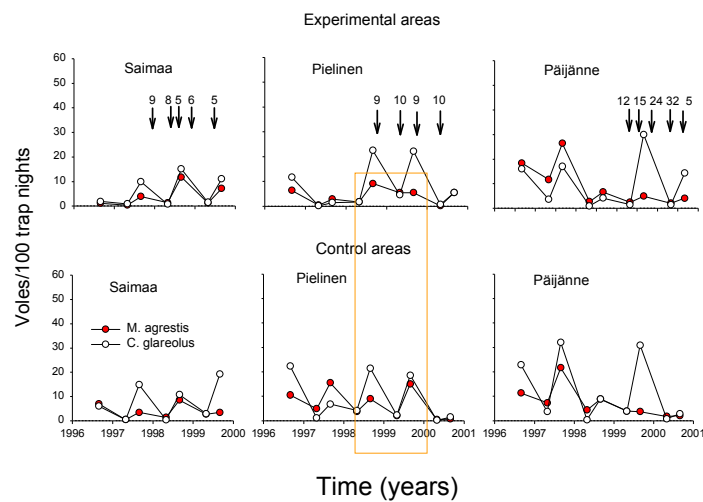 Experimental areas
Voles/100 trap nights
Saimaa
Pielinen
Päijänne
60
50
40
30
20
10
0
9 8 5 6 5
9 10 9 10
12 15 24 32 5
Control areas
Saimaa
Pielinen
Päijänne
60
50
40
30
20
10
0
M. agrestis
C. glareolus
1996 1997 1998 1999 2000
1996 1997 1998 1999 2000 2001
1996 1997 1998 1999 2000 2001
Time (years)